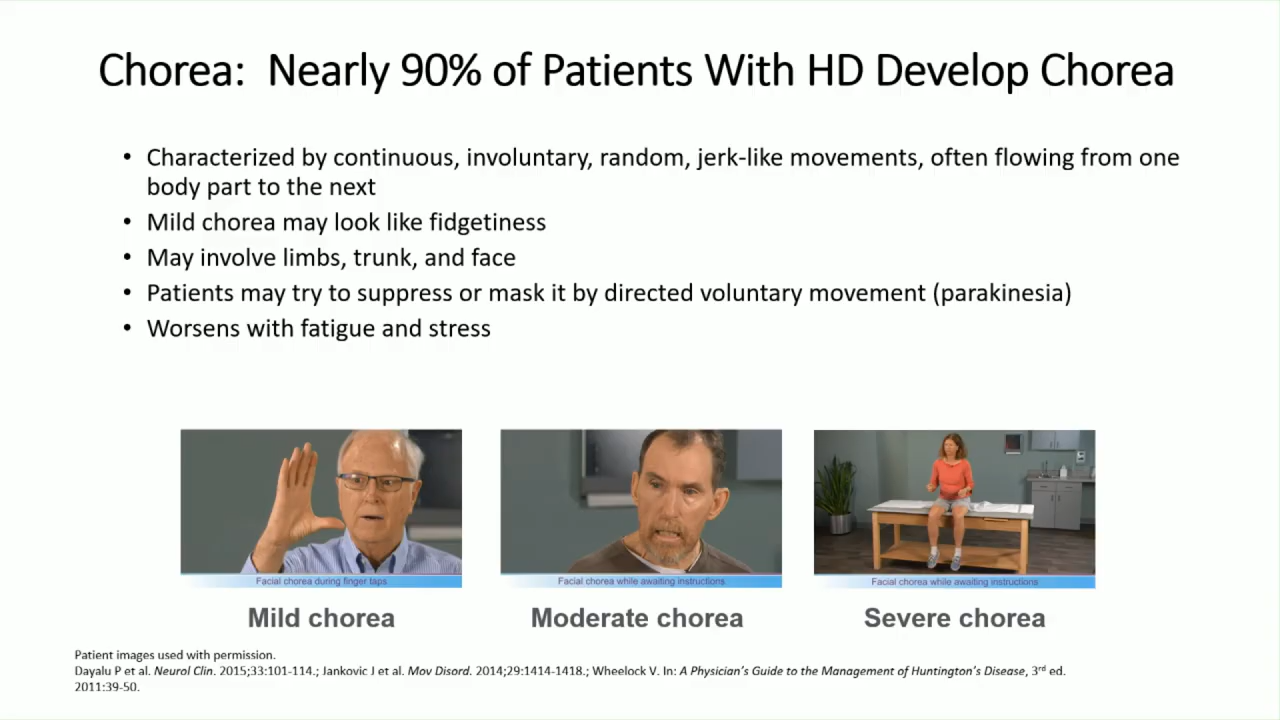 Chorea:  Nearly 90% of Patients With HD Develop Chorea
• Characterized by continuous, involuntary, random, jerk-like movements, often flowing from one
body part to the next
• Mild chorea may look like fidgetiness
• May involve limbs, trunk, and face
• Patients may try to suppress or mask it by directed voluntary movement (parakinesia)
• Worsens with fatigue and stress
Facial chorea during finger taps
Facial chorea while awaiting instructions
Facial chorea while awaiting instructions
Mild chorea
Moderate chorea
Severe chorea
Patient images used with permission.
Dayalu P et al. Neurol Clin. 2015;33:101-114.; Jankovic J et al. Mov Disord. 2014;29:1414-1418.; Wheelock V. In: A Physician's Guide to the Management of Huntington's Disease, 3rd ed.
2011:39-50.